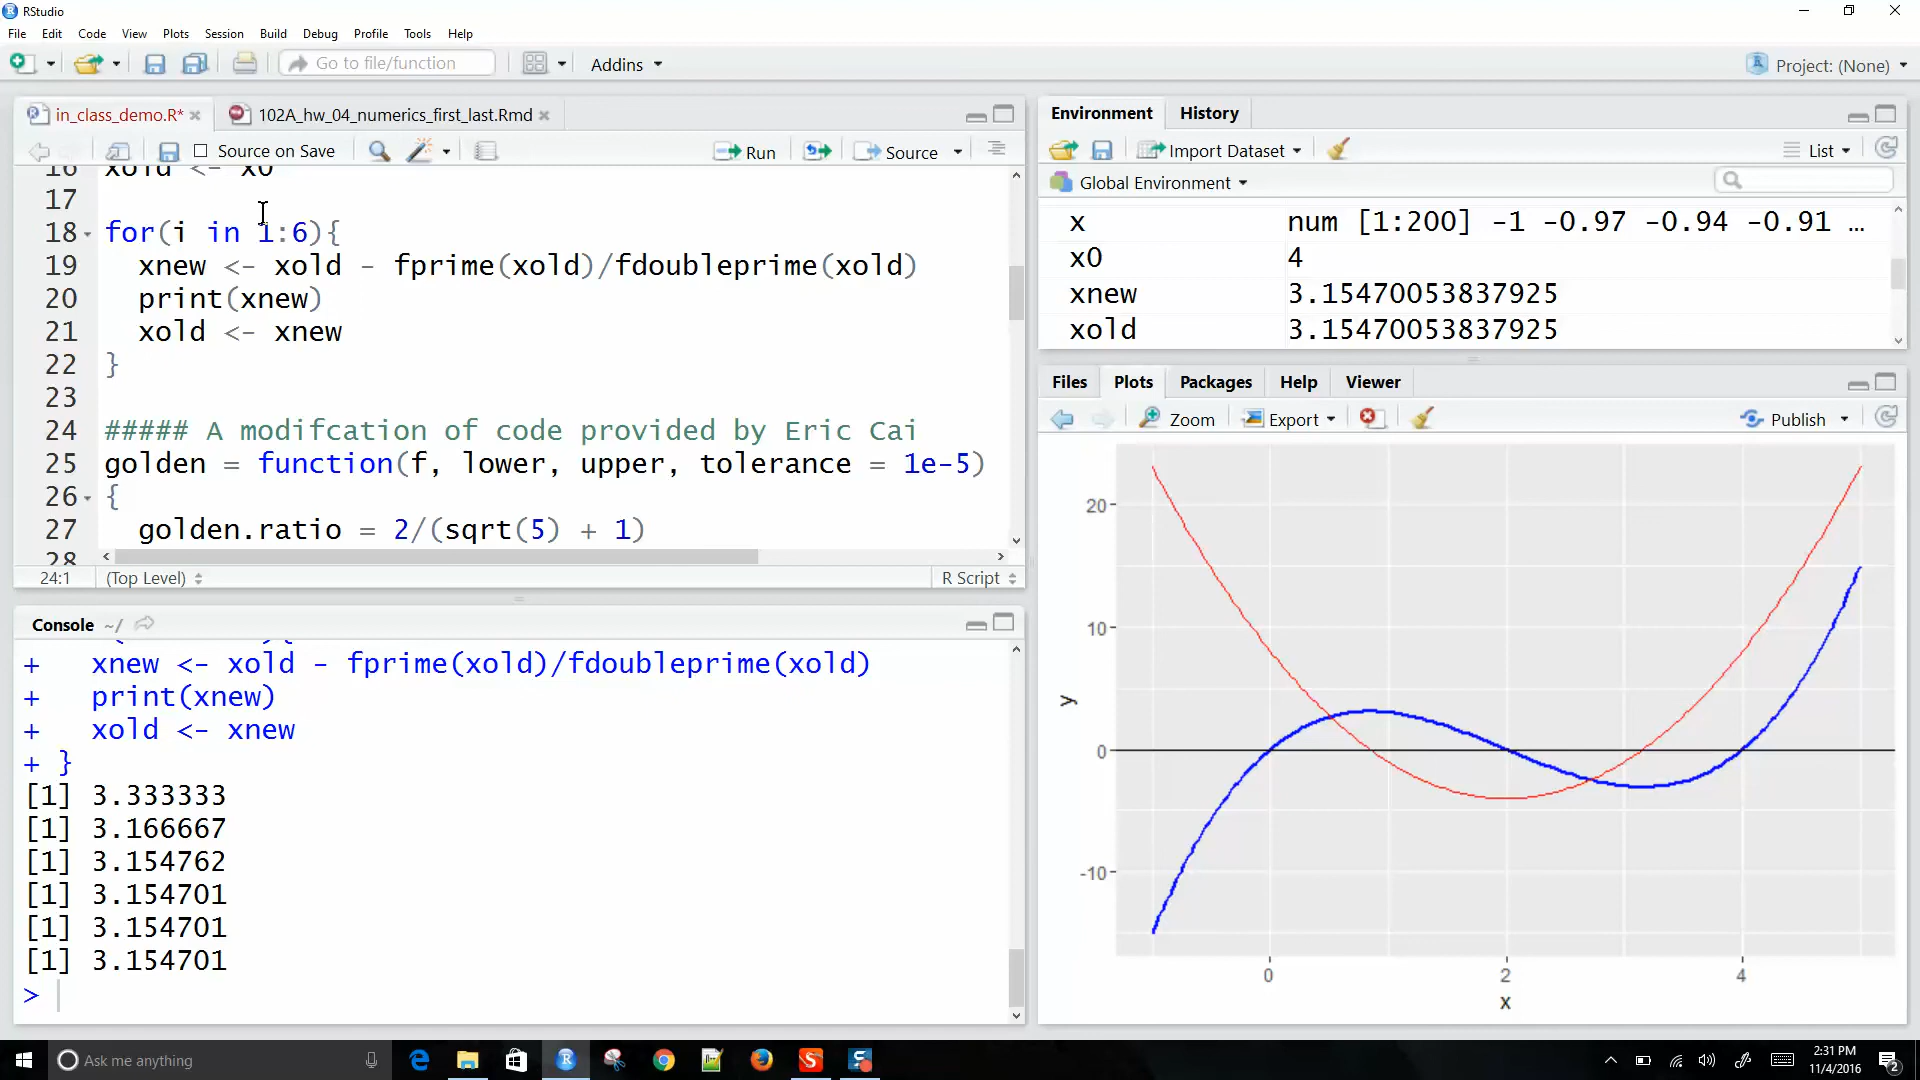 RStudio
File Edit Code View Plots Session Build Debug Profile Tools Help
Go to file/function Addins Project: (None)
in_class_demo.R* 102A_hw_04_numerics_first_last.Rmd
Source on Save Run Source
16 xold <- x0
17
18 for(i in 1:6){
19 xnew <- xold - fprime(xold)/fdoubleprime(xold)
20 print(xnew)
21 xold <- xnew
22 }
23
24 ##### A modifcation of code provided by Eric Cai
25 golden = function(f, lower, upper, tolerance = 1e-5)
26 {
27 golden.ratio = 2/(sqrt(5) + 1)
28
24:1 (Top Level) R Script
Console ~/
+ xnew <- xold - fprime(xold)/fdoubleprime(xold)
+ print(xnew)
+ xold <- xnew
+ }
[1] 3.333333
[1] 3.166667
[1] 3.154762
[1] 3.154701
[1] 3.154701
[1] 3.154701
>
Environment History
Import Dataset List
Global Environment
x num [1:200] -1 -0.97 -0.94 -0.91 ...
x0 4
xnew 3.15470053837925
xold 3.15470053837925
Files Plots Packages Help Viewer
Zoom Export Publish
20
10
0
-10
y
0 2 4
x
Ask me anything
2:31 PM
11/4/2016
2